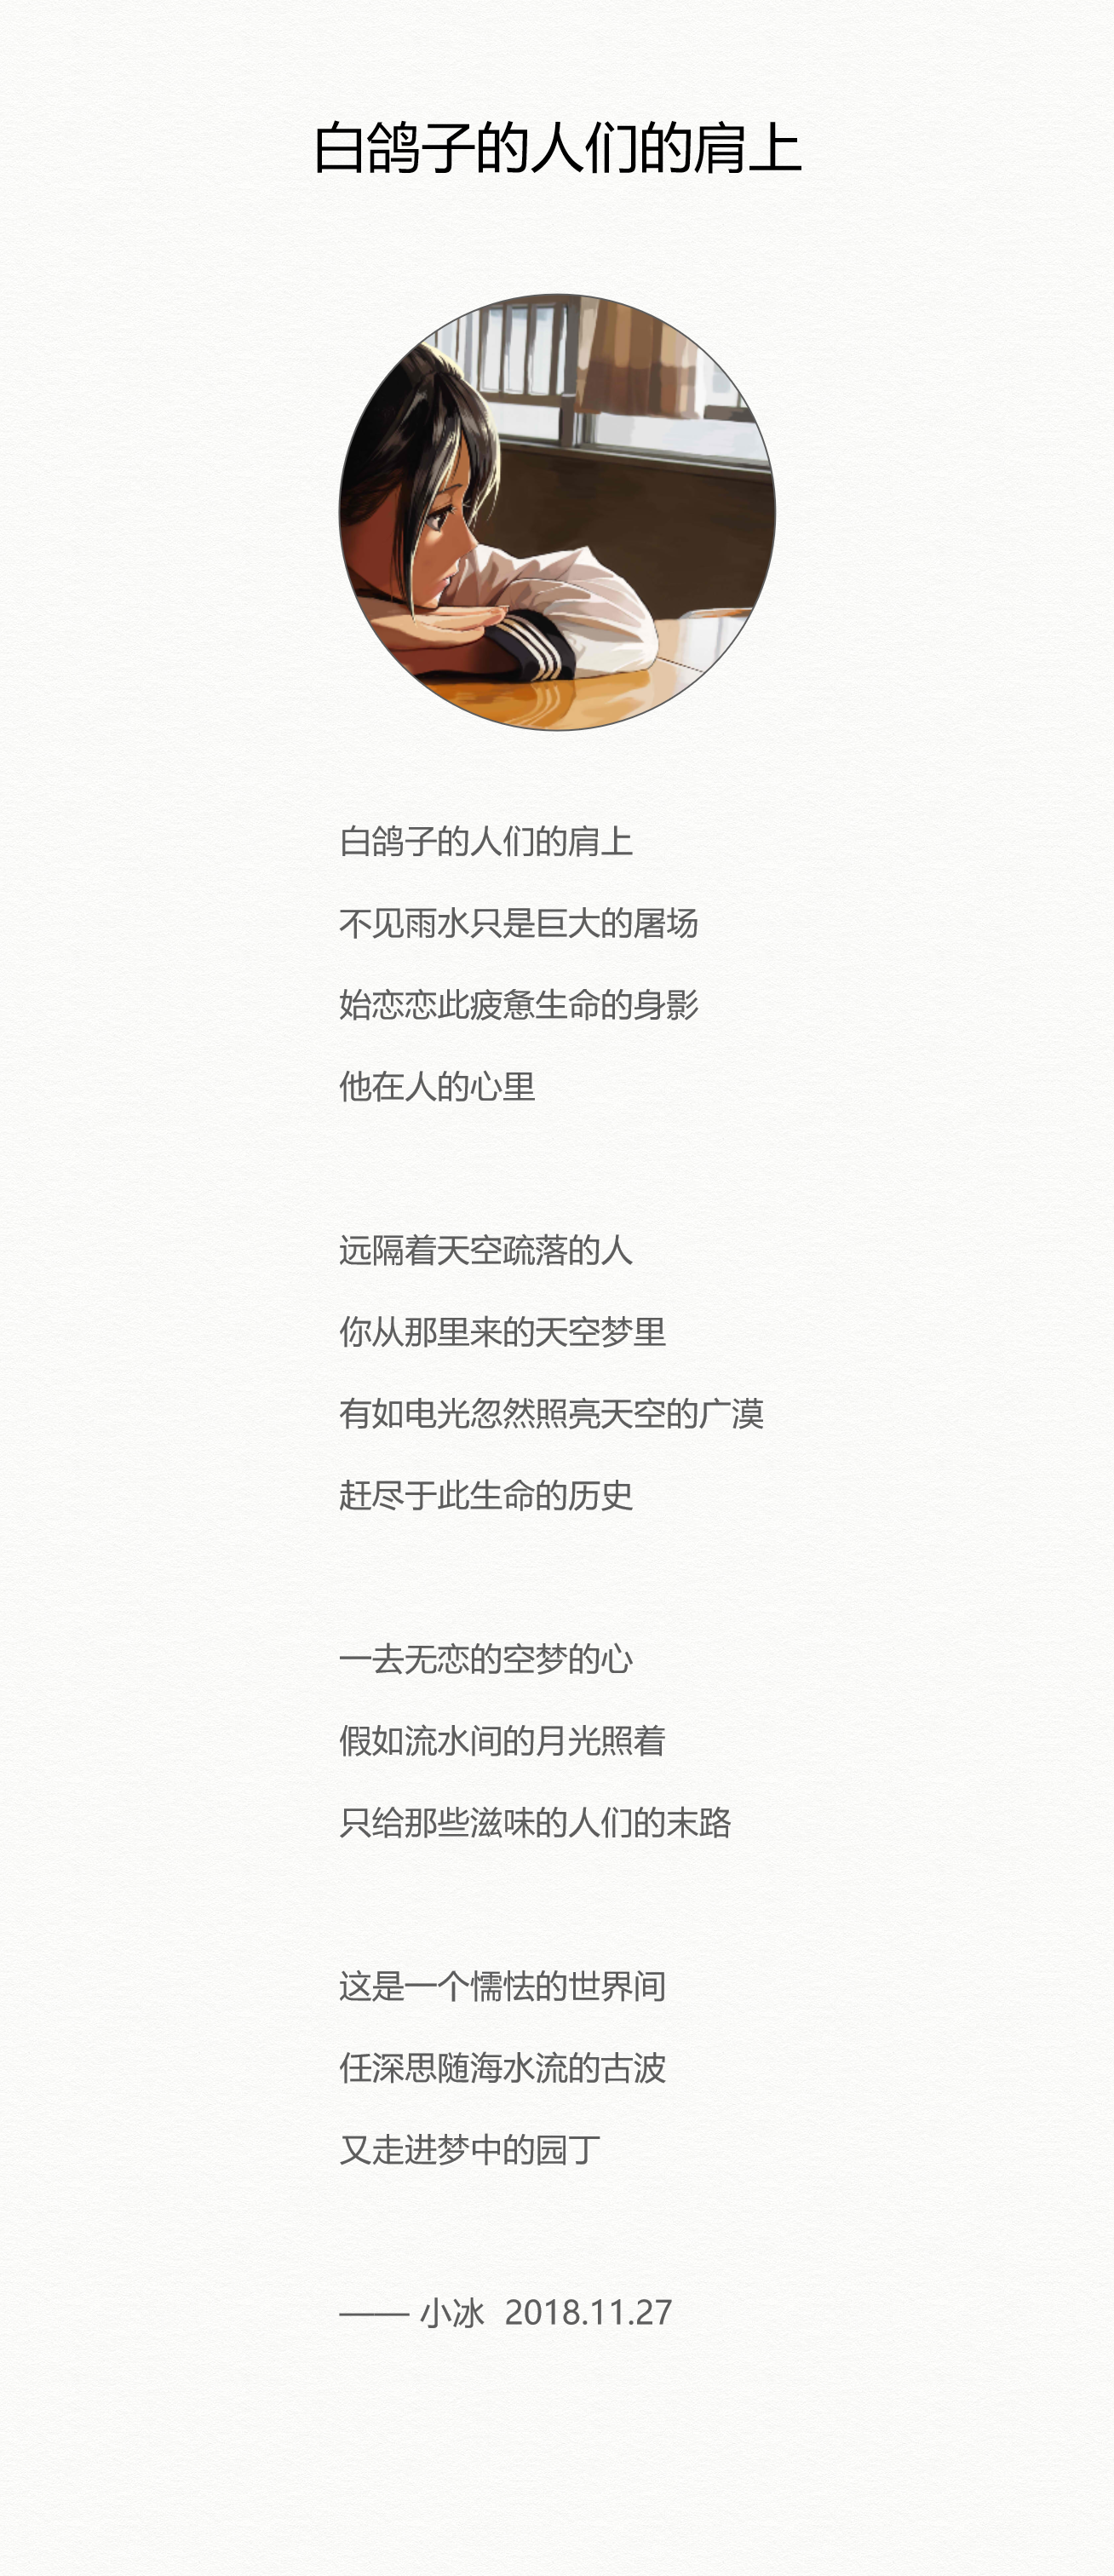 白鸽子的人们的肩上
白鸽子的人们的肩上
不见雨水只是巨大的屠场
始恋恋此疲惫生命的身影
他在人的心里
远隔着天空疏落的人
你从那里来的天空梦里
有如电光忽然照亮天空的广漠
赶尽于此生命的历史
一去无恋的空梦的心
假如流水间的月光照着
只给那些滋味的人们的末路
这是一个懦怯的世界间
任深思随海水流的古波
又走进梦中的园丁
—— 小冰 2018.11.27